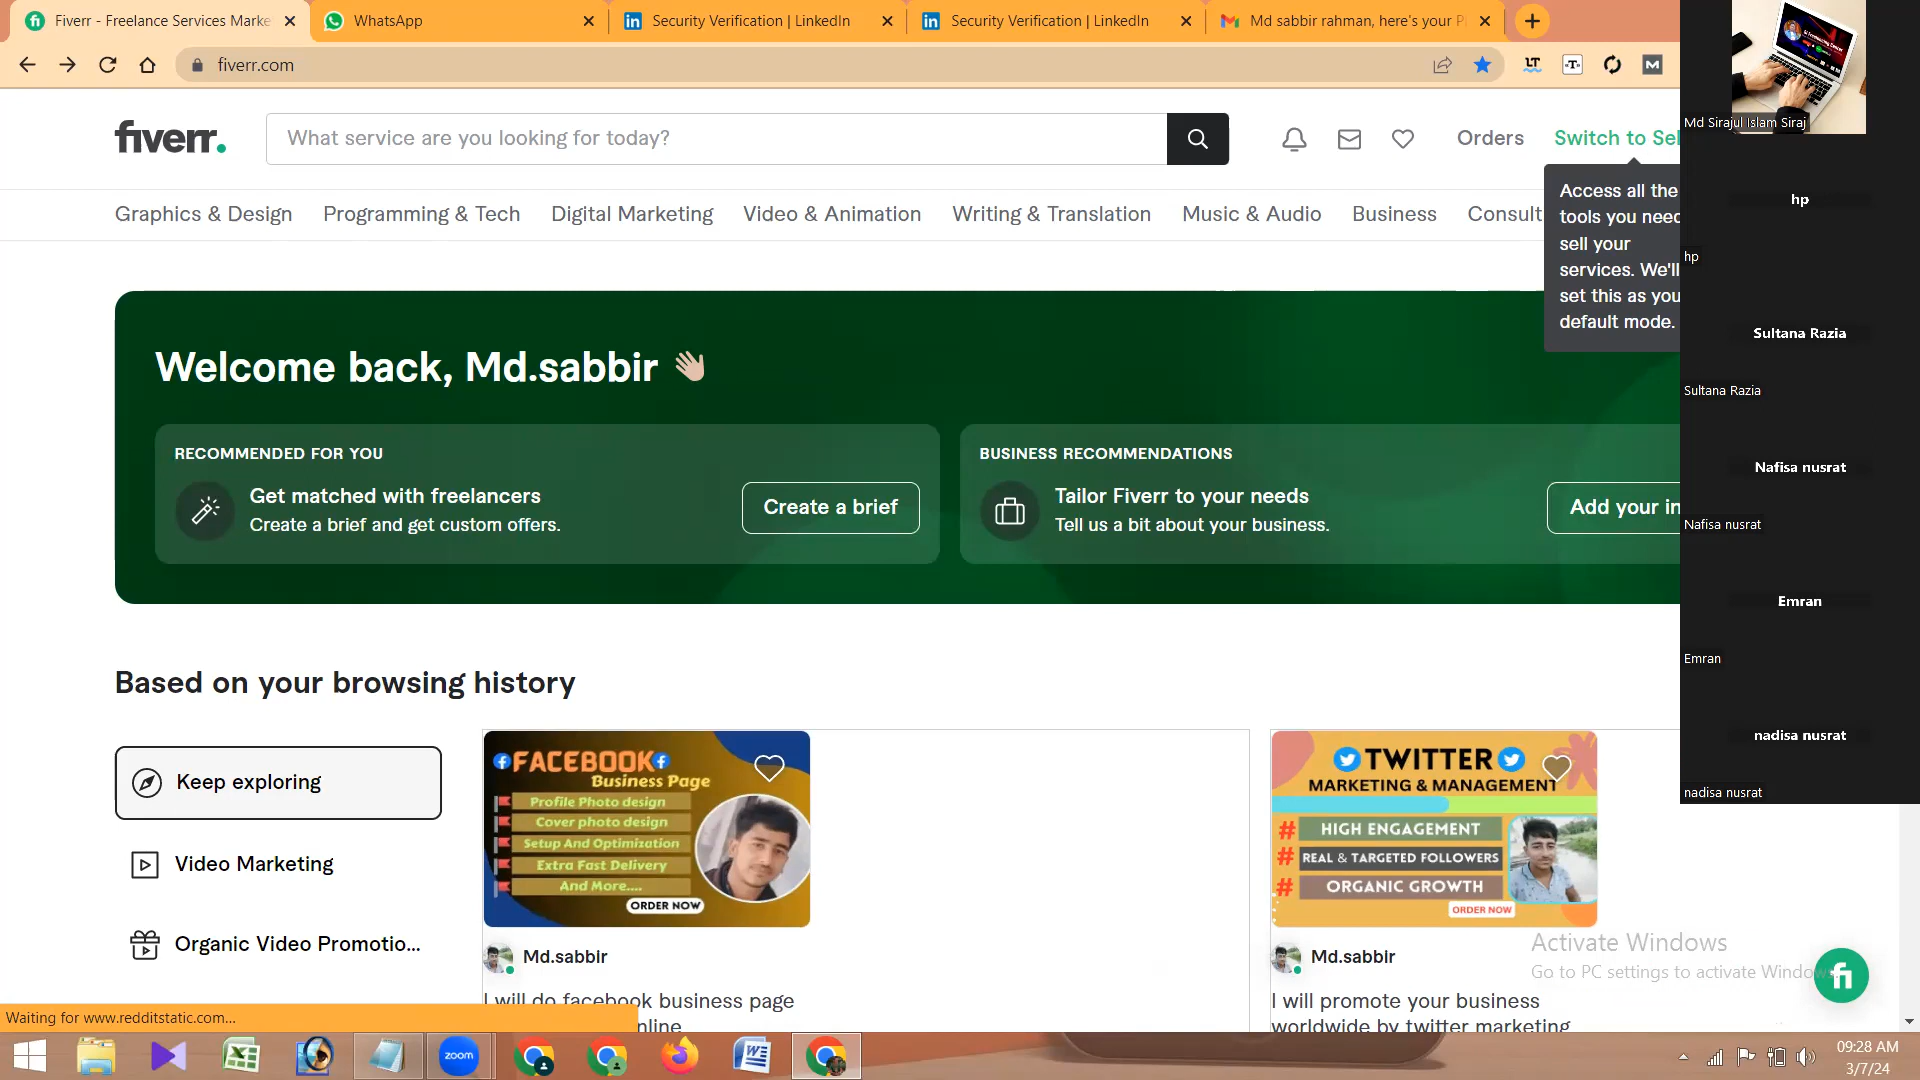 Fiverr - Freelance Services Marke
WhatsApp
Security Verification | LinkedIn
Security Verification | LinkedIn
Md sabbir rahman, here's your P
fiverr.com
LT
T
M
fiverr.
What service are you looking for today?
Orders
Switch to Sel
Graphics & Design
Programming & Tech
Digital Marketing
Video & Animation
Writing & Translation
Music & Audio
Business
Consult
Access all the
tools you need
sell your
services. We'll
set this as you
default mode.
Welcome back, Md.sabbir
RECOMMENDED FOR YOU
Get matched with freelancers
Create a brief and get custom offers.
Create a brief
BUSINESS RECOMMENDATIONS
Tailor Fiverr to your needs
Tell us a bit about your business.
Add your in
Based on your browsing history
Keep exploring
Video Marketing
Organic Video Promotio...
FACEBOOK
Business Page
Profile Photo design
Cover photo design
Setup And Optimization
Extra Fast Delivery
And More....
ORDER NOW
Md.sabbir
I will do facebook business page
nline
TWITTER
MARKETING & MANAGEMENT
# HIGH ENGAGEMENT
# REAL & TARGETED FOLLOWERS
# ORGANIC GROWTH
ORDER NOW
Md.sabbir
I will promote your business
worldwide by twitter marketing
Activate Windows
Go to PC settings to activate Windows.
fi
Md Sirajul Islam Siraj
hp
hp
Sultana Razia
Sultana Razia
Nafisa nusrat
Nafisa nusrat
Emran
Emran
nadisa nusrat
nadisa nusrat
Waiting for www.redditstatic.com...
zoom
09:28 AM
3/7/24